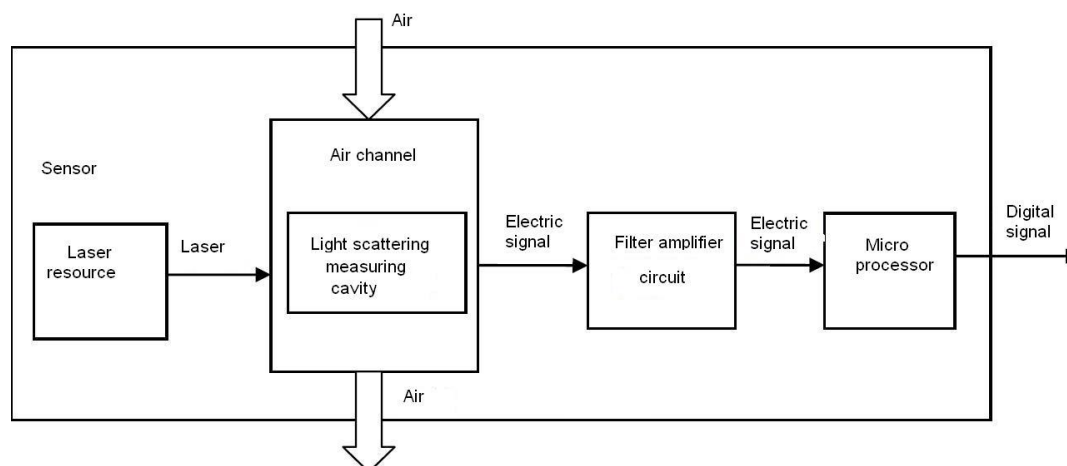 Air
Sensor
Air channel
Laser
resource
Laser
Light scattering
measuring
cavity
Electric
signal
Filter amplifier
circuit
Electric
signal
Micro
processor
Digital
signal
Air